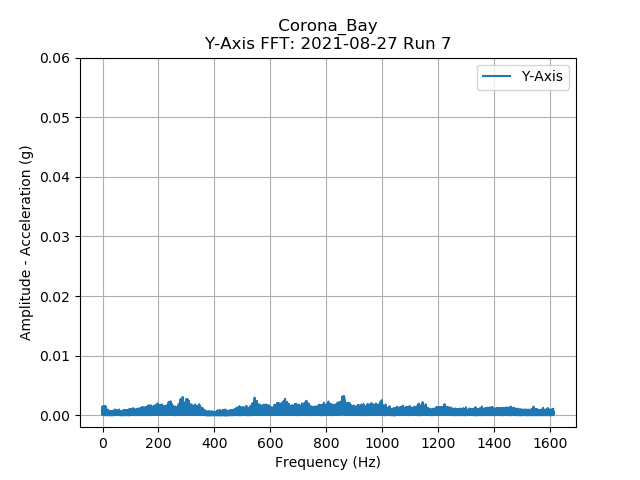 Corona_Bay
Y-Axis FFT: 2021-08-27 Run 7
Y-Axis
0.06
0.05
0.04
0.03
0.02
0.01
0.00
Amplitude - Acceleration (g)
0 200 400 600 800 1000 1200 1400 1600
Frequency (Hz)